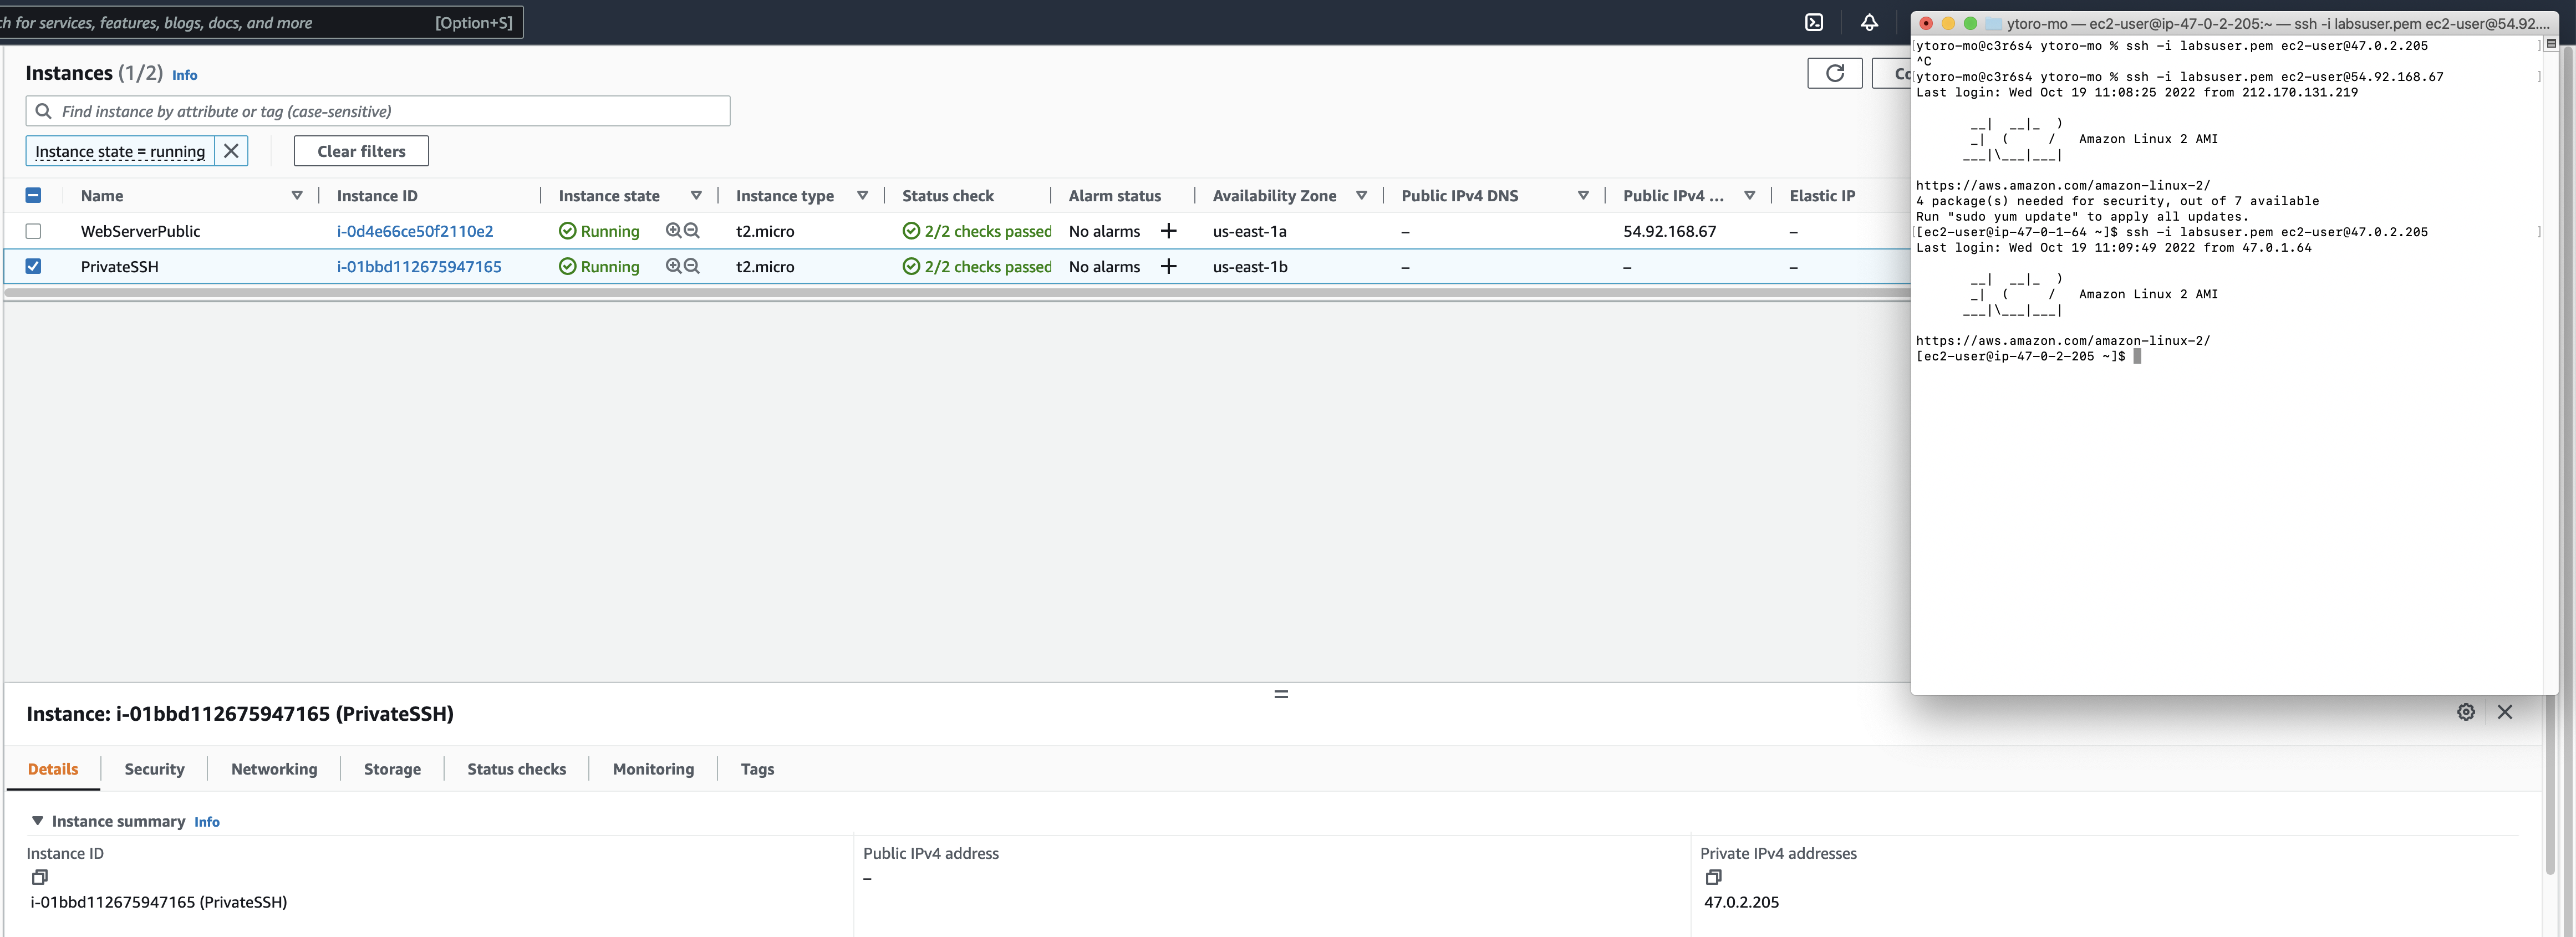 ch for services, features, blogs, docs, and more [Option+S]
Instances (1/2) Info
Find instance by attribute or tag (case-sensitive)
Instance state = running
Clear filters
Name Instance ID Instance state Instance type Status check Alarm status Availability Zone Public IPv4 DNS Public IPv4 ... Elastic IP
WebServerPublic i-0d4e66ce50f2110e2 Running t2.micro 2/2 checks passed No alarms + us-east-1a – 54.92.168.67 –
PrivateSSH i-01bbd112675947165 Running t2.micro 2/2 checks passed No alarms + us-east-1b – – –
Co
ytoro-mo — ec2-user@ip-47-0-2-205:~ — ssh -i labsuser.pem ec2-user@54.92....
[ytoro-mo@c3r6s4 ytoro-mo % ssh -i labsuser.pem ec2-user@47.0.2.205 ]
^C
[ytoro-mo@c3r6s4 ytoro-mo % ssh -i labsuser.pem ec2-user@54.92.168.67 ]
Last login: Wed Oct 19 11:08:25 2022 from 212.170.131.219
       __|  __|_  )
       _|  (     /   Amazon Linux 2 AMI
      ___|\___|___|
https://aws.amazon.com/amazon-linux-2/
4 package(s) needed for security, out of 7 available
Run "sudo yum update" to apply all updates.
[[ec2-user@ip-47-0-1-64 ~]$ ssh -i labsuser.pem ec2-user@47.0.2.205 ]
Last login: Wed Oct 19 11:09:49 2022 from 47.0.1.64
       __|  __|_  )
       _|  (     /   Amazon Linux 2 AMI
      ___|\___|___|
https://aws.amazon.com/amazon-linux-2/
[ec2-user@ip-47-0-2-205 ~]$
Instance: i-01bbd112675947165 (PrivateSSH)
Details Security Networking Storage Status checks Monitoring Tags
Instance summary Info
Instance ID Public IPv4 address Private IPv4 addresses
–
i-01bbd112675947165 (PrivateSSH) 47.0.2.205